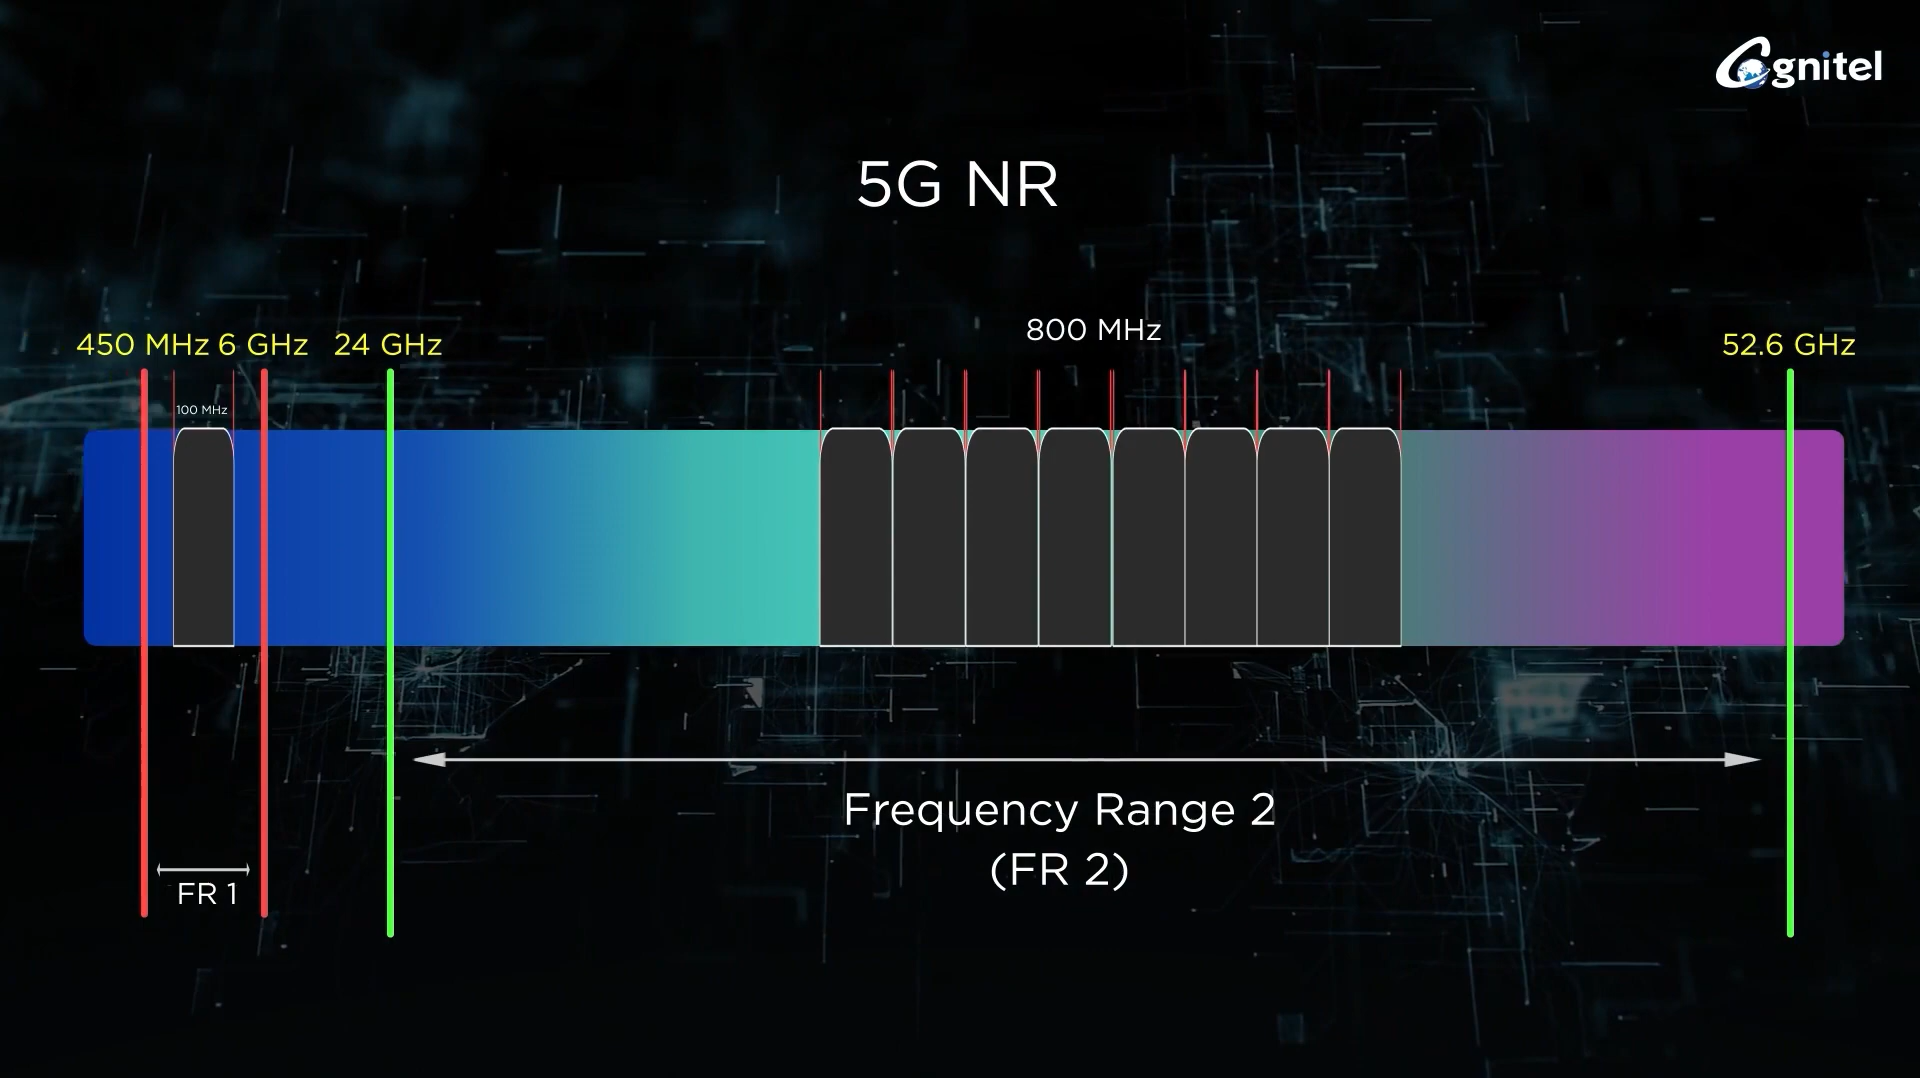 Cognitel
5G NR
800 MHz
450 MHz 6 GHz 24 GHz
52.6 GHz
100 MHz
Frequency Range 2
(FR 2)
FR 1